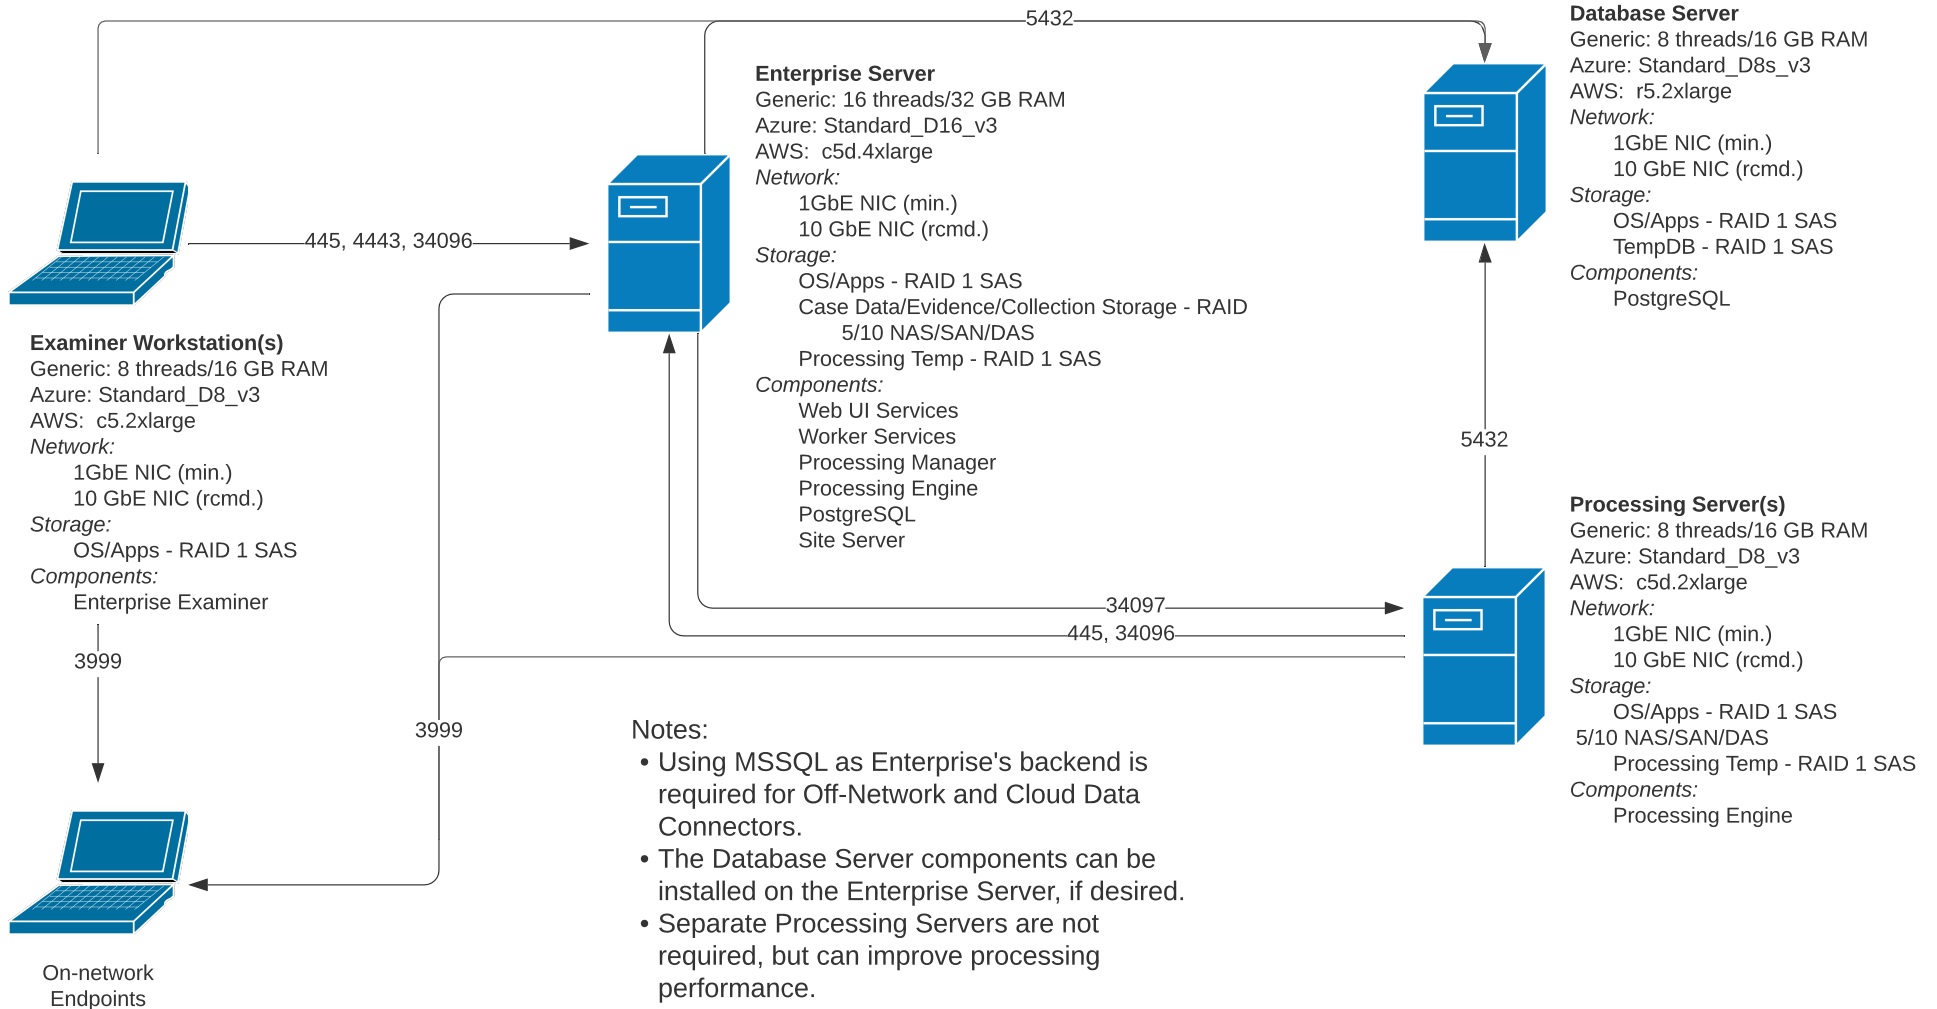 5432
Database Server
Generic: 8 threads/16 GB RAM
Azure: Standard_D8s_v3
AWS:  r5.2xlarge
Network:
1GbE NIC (min.)
10 GbE NIC (rcmd.)
Storage:
OS/Apps - RAID 1 SAS
TempDB - RAID 1 SAS
Components:
PostgreSQL
Enterprise Server
Generic: 16 threads/32 GB RAM
Azure: Standard_D16_v3
AWS:  c5d.4xlarge
Network:
1GbE NIC (min.)
10 GbE NIC (rcmd.)
Storage:
OS/Apps - RAID 1 SAS
Case Data/Evidence/Collection Storage - RAID
5/10 NAS/SAN/DAS
Processing Temp - RAID 1 SAS
Components:
Web UI Services
Worker Services
Processing Manager
Processing Engine
PostgreSQL
Site Server
445, 4443, 34096
Examiner Workstation(s)
Generic: 8 threads/16 GB RAM
Azure: Standard_D8_v3
AWS:  c5.2xlarge
Network:
1GbE NIC (min.)
10 GbE NIC (rcmd.)
Storage:
OS/Apps - RAID 1 SAS
Components:
Enterprise Examiner
3999
5432
Processing Server(s)
Generic: 8 threads/16 GB RAM
Azure: Standard_D8_v3
AWS:  c5d.2xlarge
Network:
1GbE NIC (min.)
10 GbE NIC (rcmd.)
Storage:
OS/Apps - RAID 1 SAS
5/10 NAS/SAN/DAS
Processing Temp - RAID 1 SAS
Components:
Processing Engine
34097
445, 34096
3999
Notes:
• Using MSSQL as Enterprise's backend is
required for Off-Network and Cloud Data
Connectors.
• The Database Server components can be
installed on the Enterprise Server, if desired.
• Separate Processing Servers are not
required, but can improve processing
performance.
On-network
Endpoints